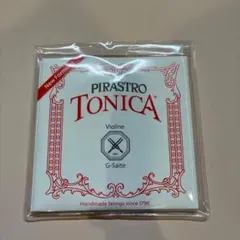 New Formula
PIRASTRO
TONICA
Violine
G-Saite
Handmade strings since 1798